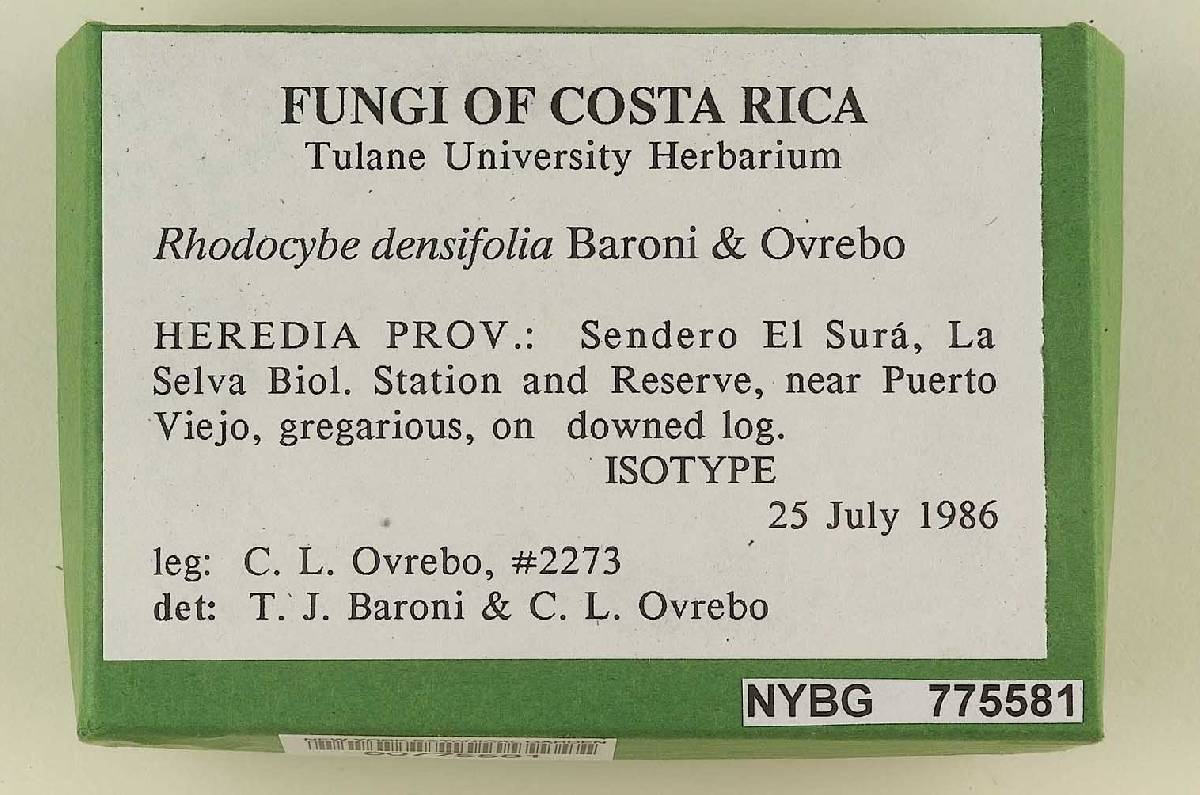 FUNGI OF COSTA RICA
Tulane University Herbarium
Rhodocybe densifolia Baroni & Ovrebo
HEREDIA PROV.: Sendero El Surá, La
Selva Biol. Station and Reserve, near Puerto
Viejo, gregarious, on downed log.
ISOTYPE
25 July 1986
leg: C. L. Ovrebo, #2273
det: T. J. Baroni & C. L. Ovrebo
NYBG 775581